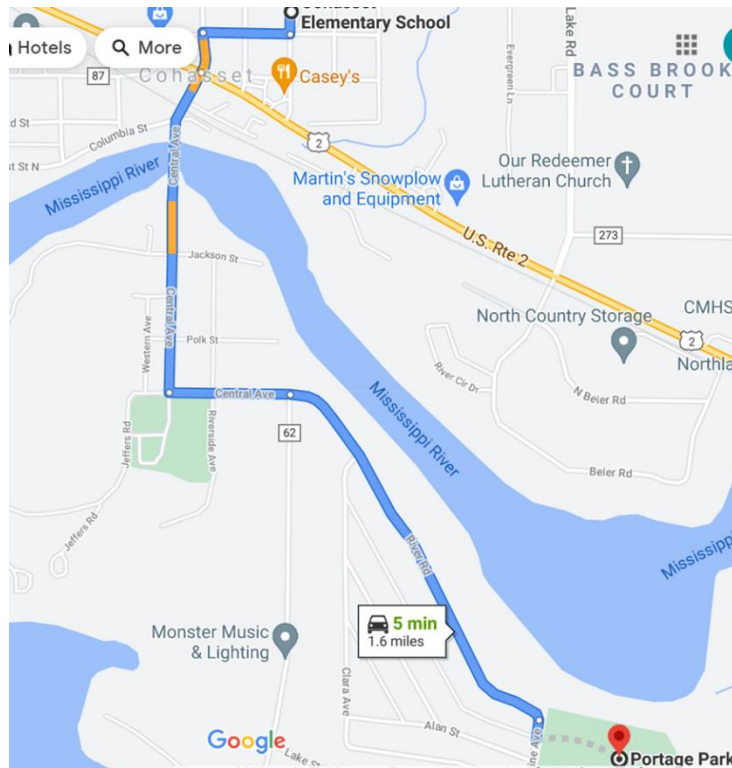 Elementary School
Hotels
More
87
Cohasset
Casey's
Lake Rd
Evergreen Ln
BASS BROOK
COURT
Columbia St
Central Ave
2
Our Redeemer
Lutheran Church
Mississippi River
Martin's Snowplow
and Equipment
U.S. Rte 2
273
Jackson St
Central Ave
Western Ave
Polk St
North Country Storage
CMHS
2
River Cir Dr
N Beier Rd
Central Ave
62
Jeffers Rd
Riverside Ave
Mississippi River
Beier Rd
Jeffers Rd
River Rd
5 min
1.6 miles
Monster Music
& Lighting
Clara Ave
Alan St
Google
Portage Park